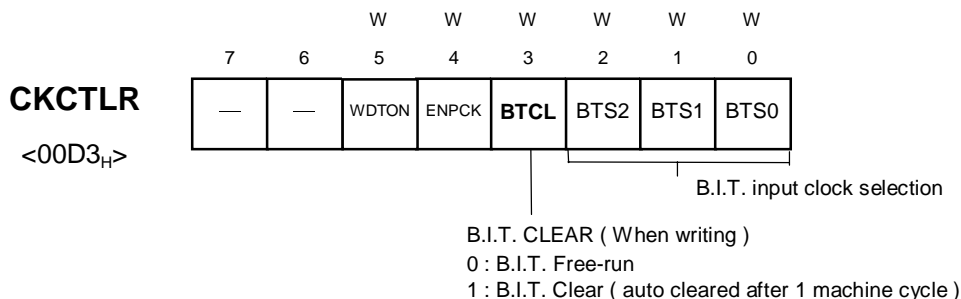 W W W W W W
7 6 5 4 3 2 1 0
CKCTLR — — WDTON ENPCK BTCL BTS2 BTS1 BTS0
<00D3H>
B.I.T. input clock selection
B.I.T. CLEAR ( When writing )
0 : B.I.T. Free-run
1 : B.I.T. Clear ( auto cleared after 1 machine cycle )